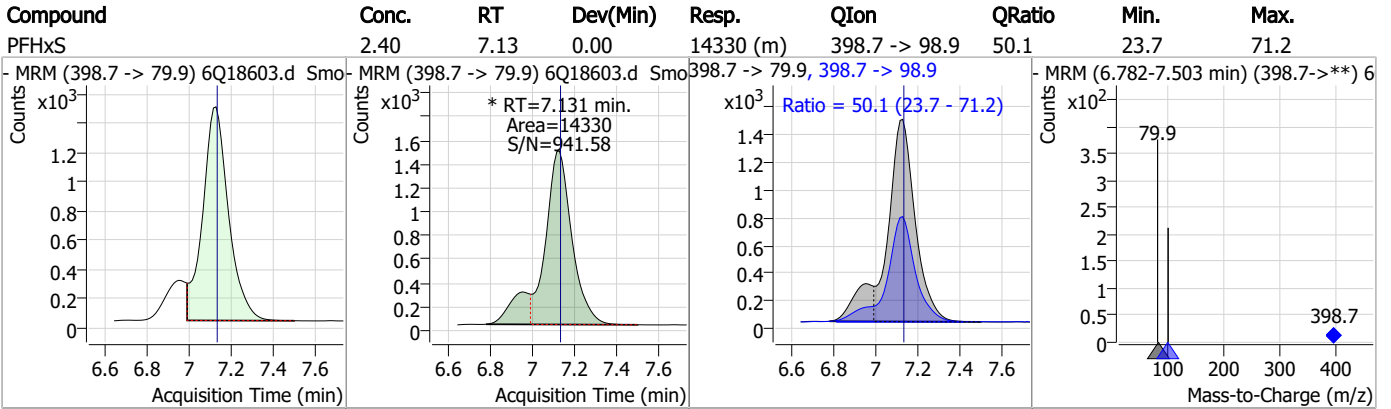 Compound Conc. RT Dev(Min) Resp. QIon QRatio Min. Max.
PFHxS 2.40 7.13 0.00 14330 (m) 398.7 -> 98.9 50.1 23.7 71.2
- MRM (398.7 -> 79.9) 6Q18603.d Smo
Counts
x10³
1.2
1
0.8
0.6
0.4
0.2
0
6.6 6.8 7 7.2 7.4 7.6
Acquisition Time (min)
- MRM (398.7 -> 79.9) 6Q18603.d Smo
Counts
x10³
* RT=7.131 min.
Area=14330
S/N=941.58
1.6
1.4
1.2
1
0.8
0.6
0.4
0.2
0
6.6 6.8 7 7.2 7.4 7.6
Acquisition Time (min)
398.7 -> 79.9, 398.7 -> 98.9
Counts
x10³
Ratio = 50.1 (23.7 - 71.2)
1.4
1.2
1
0.8
0.6
0.4
0.2
0
6.6 6.8 7 7.2 7.4 7.6
Acquisition Time (min)
- MRM (6.782-7.503 min) (398.7->**) 6
Counts
x10²
79.9
3.5
3
2.5
2
1.5
1
0.5
0
398.7
100 200 300 400
Mass-to-Charge (m/z)